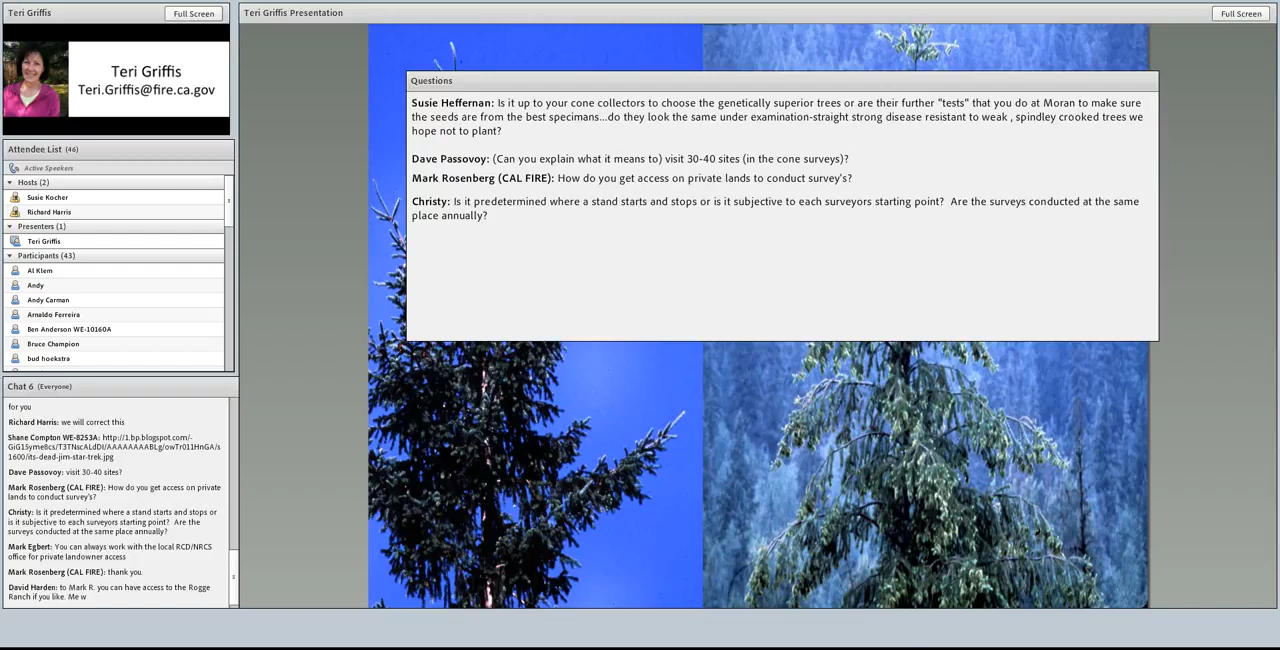 Teri Griffis
Full Screen
Teri Griffis
Teri.Griffis@fire.ca.gov
Attendee List (46)
Active Speakers
Hosts (2)
Susie Kocher
Richard Harris
Presenters (1)
Teri Griffis
Participants (43)
Al Klem
Andy
Andy Carman
Arnaldo Ferreira
Ben Anderson WE-10160A
Bruce Champion
bud hoekstra
Chat 6 (Everyone)
for you
Richard Harris: we will correct this
Shane Compton WE-8253A: http://1.bp.blogspot.com/-
GiG15yme8cs/T3TNscALdDI/AAAAAAAABLg/owTr011HnGA/s
1600/its-dead-jim-star-trek.jpg
Dave Passovoy: visit 30-40 sites?
Mark Rosenberg (CAL FIRE): How do you get access on private
lands to conduct survey's?
Christy: Is it predetermined where a stand starts and stops or
is it subjective to each surveyors starting point?  Are the
surveys conducted at the same place annually?
Mark Egbert: You can always work with the local RCD/NRCS
office for private landowner access
Mark Rosenberg (CAL FIRE): thank you
David Harden: to Mark R. you can have access to the Rogge
Ranch if you like. Me w
Teri Griffis Presentation
Full Screen
Questions
Susie Heffernan: Is it up to your cone collectors to choose the genetically superior trees or are their further "tests" that you do at Moran to make sure
the seeds are from the best specimans...do they look the same under examination-straight strong disease resistant to weak , spindley crooked trees we
hope not to plant?
Dave Passovoy: (Can you explain what it means to) visit 30-40 sites (in the cone surveys)?
Mark Rosenberg (CAL FIRE): How do you get access on private lands to conduct survey's?
Christy: Is it predetermined where a stand starts and stops or is it subjective to each surveyors starting point?  Are the surveys conducted at the same
place annually?